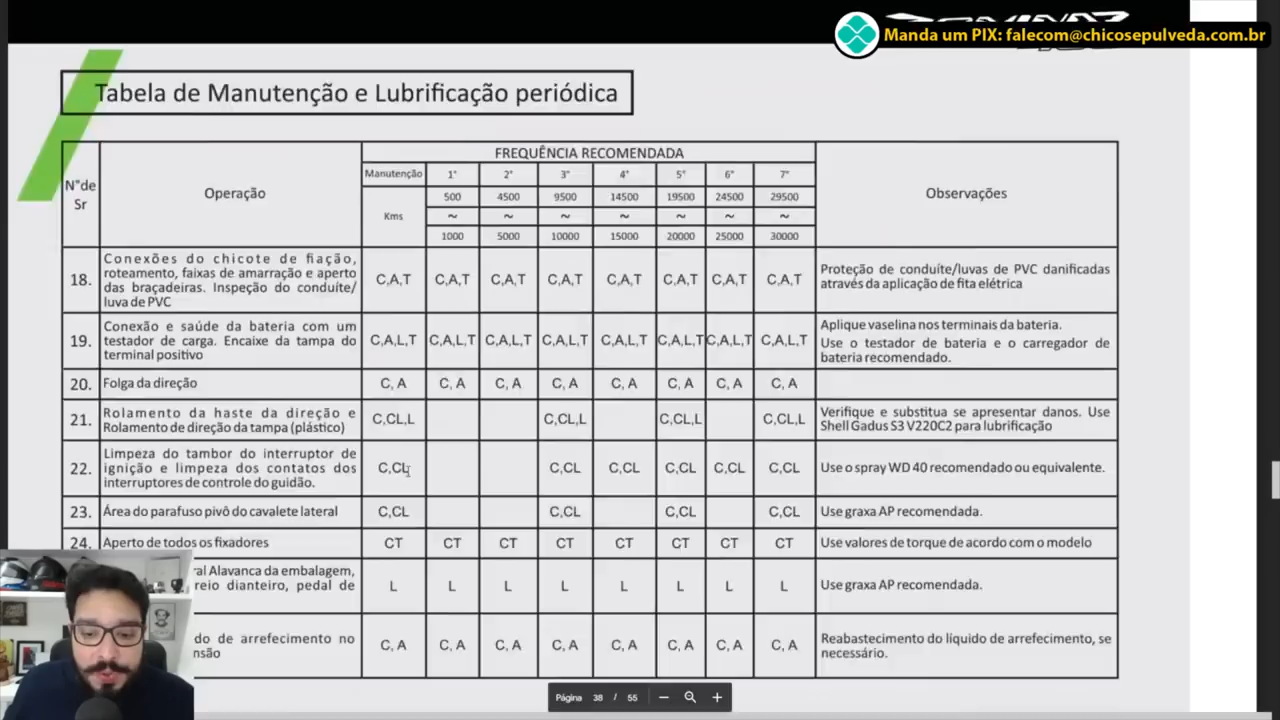 Manda um PIX: falecom@chicosepulveda.com.br
Tabela de Manutenção e Lubrificação periódica
N°de Sr Operação FREQUÊNCIA RECOMENDADA Observações
Manutenção 1° 2° 3° 4° 5° 6° 7°
Kms 500 4500 9500 14500 19500 24500 29500
~ ~ ~ ~ ~ ~ ~
1000 5000 10000 15000 20000 25000 30000
18. Conexões do chicote de fiação, roteamento, faixas de amarração e aperto das braçadeiras. Inspeção do conduíte/ luva de PVC C,A,T C,A,T C,A,T C,A,T C,A,T C,A,T C,A,T C,A,T Proteção de conduíte/luvas de PVC danificadas através da aplicação de fita elétrica
19. Conexão e saúde da bateria com um testador de carga. Encaixe da tampa do terminal positivo C,A,L,T C,A,L,T C,A,L,T C,A,L,T C,A,L,T C,A,L,T C,A,L,T C,A,L,T Aplique vaselina nos terminais da bateria. Use o testador de bateria e o carregador de bateria recomendado.
20. Folga da direção C, A C, A C, A C, A C, A C, A C, A C, A
21. Rolamento da haste da direção e Rolamento de direção da tampa (plástico) C,CL,L C,CL,L C,CL,L C,CL,L Verifique e substitua se apresentar danos. Use Shell Gadus S3 V220C2 para lubrificação
22. Limpeza do tambor do interruptor de ignição e limpeza dos contatos dos interruptores de controle do guidão. C,CL C,CL C,CL C,CL C,CL C,CL Use o spray WD 40 recomendado ou equivalente.
23. Área do parafuso pivô do cavalete lateral C,CL C,CL C,CL C,CL Use graxa AP recomendada.
24. Aperto de todos os fixadores CT CT CT CT CT CT CT CT Use valores de torque de acordo com o modelo
Alavanca da embalagem, dianteiro, pedal de L L L L L L L L Use graxa AP recomendada.
de arrefecimento no C, A C, A C, A C, A C, A C, A C, A C, A Reabastecimento do líquido de arrefecimento, se necessário.
Página 38 / 55